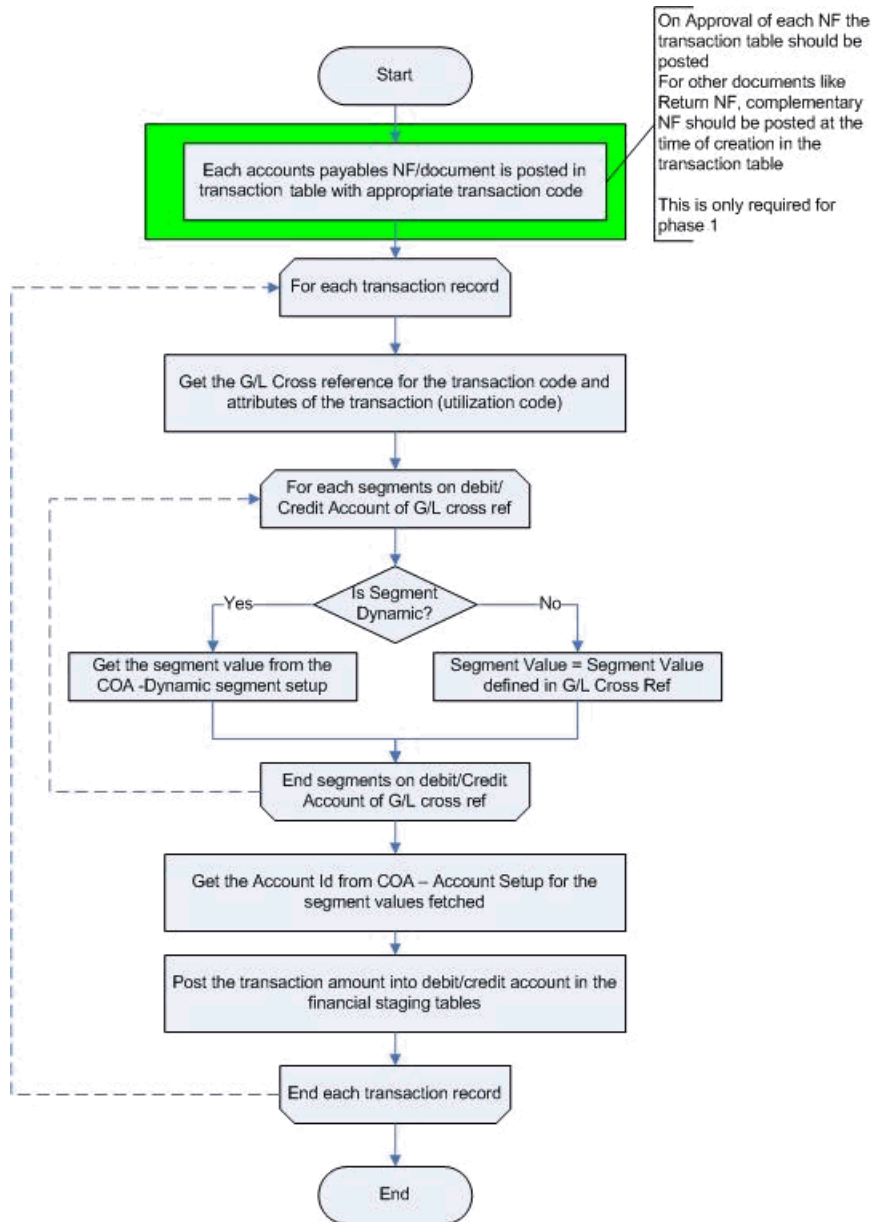 On Approval of each NF the
transaction table should be
posted
For other documents like
Return NF, complementary
NF should be posted at the
time of creation in the
transaction table
This is only required for
phase 1
Start
Each accounts payables NF/document is posted in
transaction table with appropriate transaction code
For each transaction record
Get the G/L Cross reference for the transaction code and
attributes of the transaction (utilization code)
For each segments on debit/
Credit Account of G/L cross ref
Is Segment
Dynamic?
Yes
No
Get the segment value from the
COA -Dynamic segment setup
Segment Value = Segment Value
defined in G/L Cross Ref
End segments on debit/Credit
Account of G/L cross ref
Get the Account Id from COA – Account Setup for the
segment values fetched
Post the transaction amount into debit/credit account in the
financial staging tables
End each transaction record
End